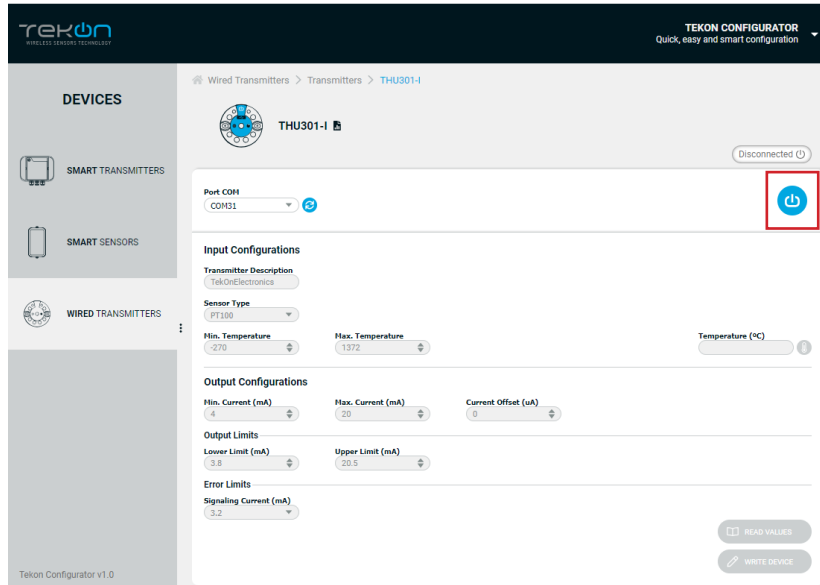 TEKON
WIRELESS SENSORS TECHNOLOGY
TEKON CONFIGURATOR
Quick, easy and smart configuration
DEVICES
SMART TRANSMITTERS
SMART SENSORS
WIRED TRANSMITTERS
Tekon Configurator v1.0
Wired Transmitters > Transmitters > THU301-I
THU301-I
Disconnected
Port COM
COM31
Input Configurations
Transmitter Description
TekOnElectronics
Sensor Type
PT100
Min. Temperature Max. Temperature Temperature (ºC)
-270 1372
Output Configurations
Min. Current (mA) Max. Current (mA) Current Offset (uA)
4 20 0
Output Limits
Lower Limit (mA) Upper Limit (mA)
3.8 20.5
Error Limits
Signaling Current (mA)
3.2
READ VALUES
WRITE DEVICE